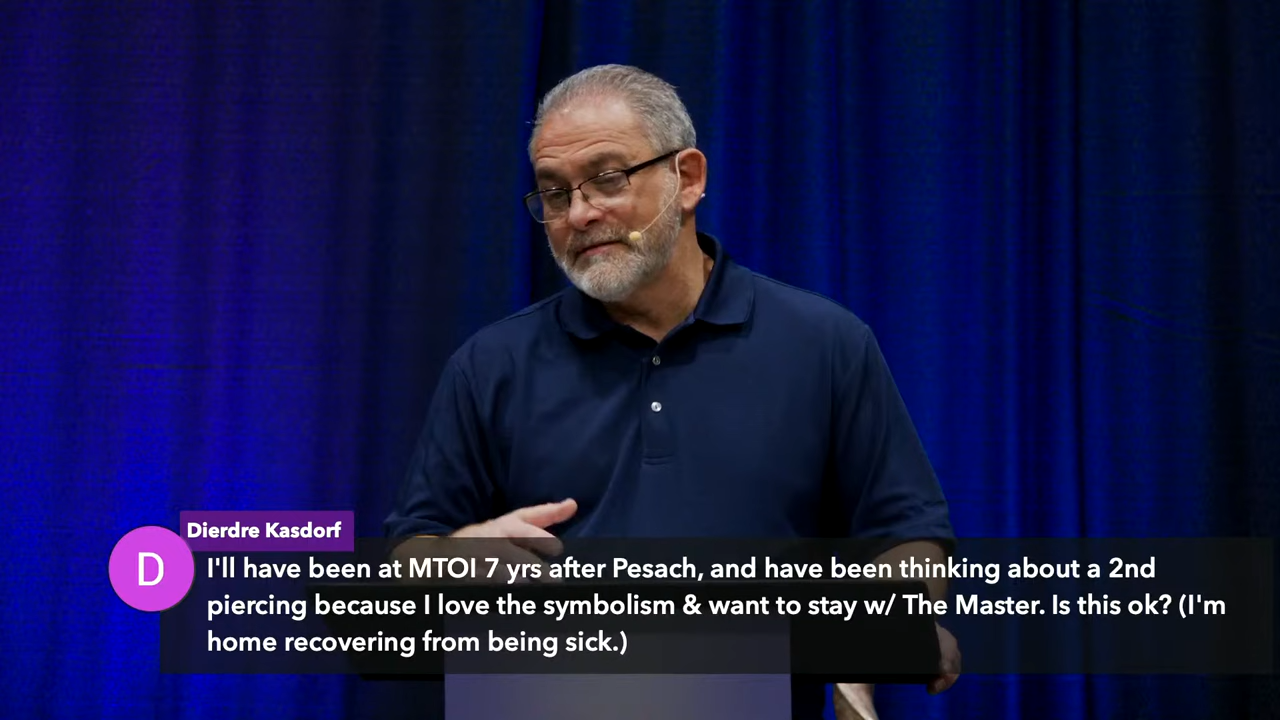 Dierdre Kasdorf
D
I'll have been at MTOI 7 yrs after Pesach, and have been thinking about a 2nd
piercing because I love the symbolism & want to stay w/ The Master. Is this ok? (I'm
home recovering from being sick.)